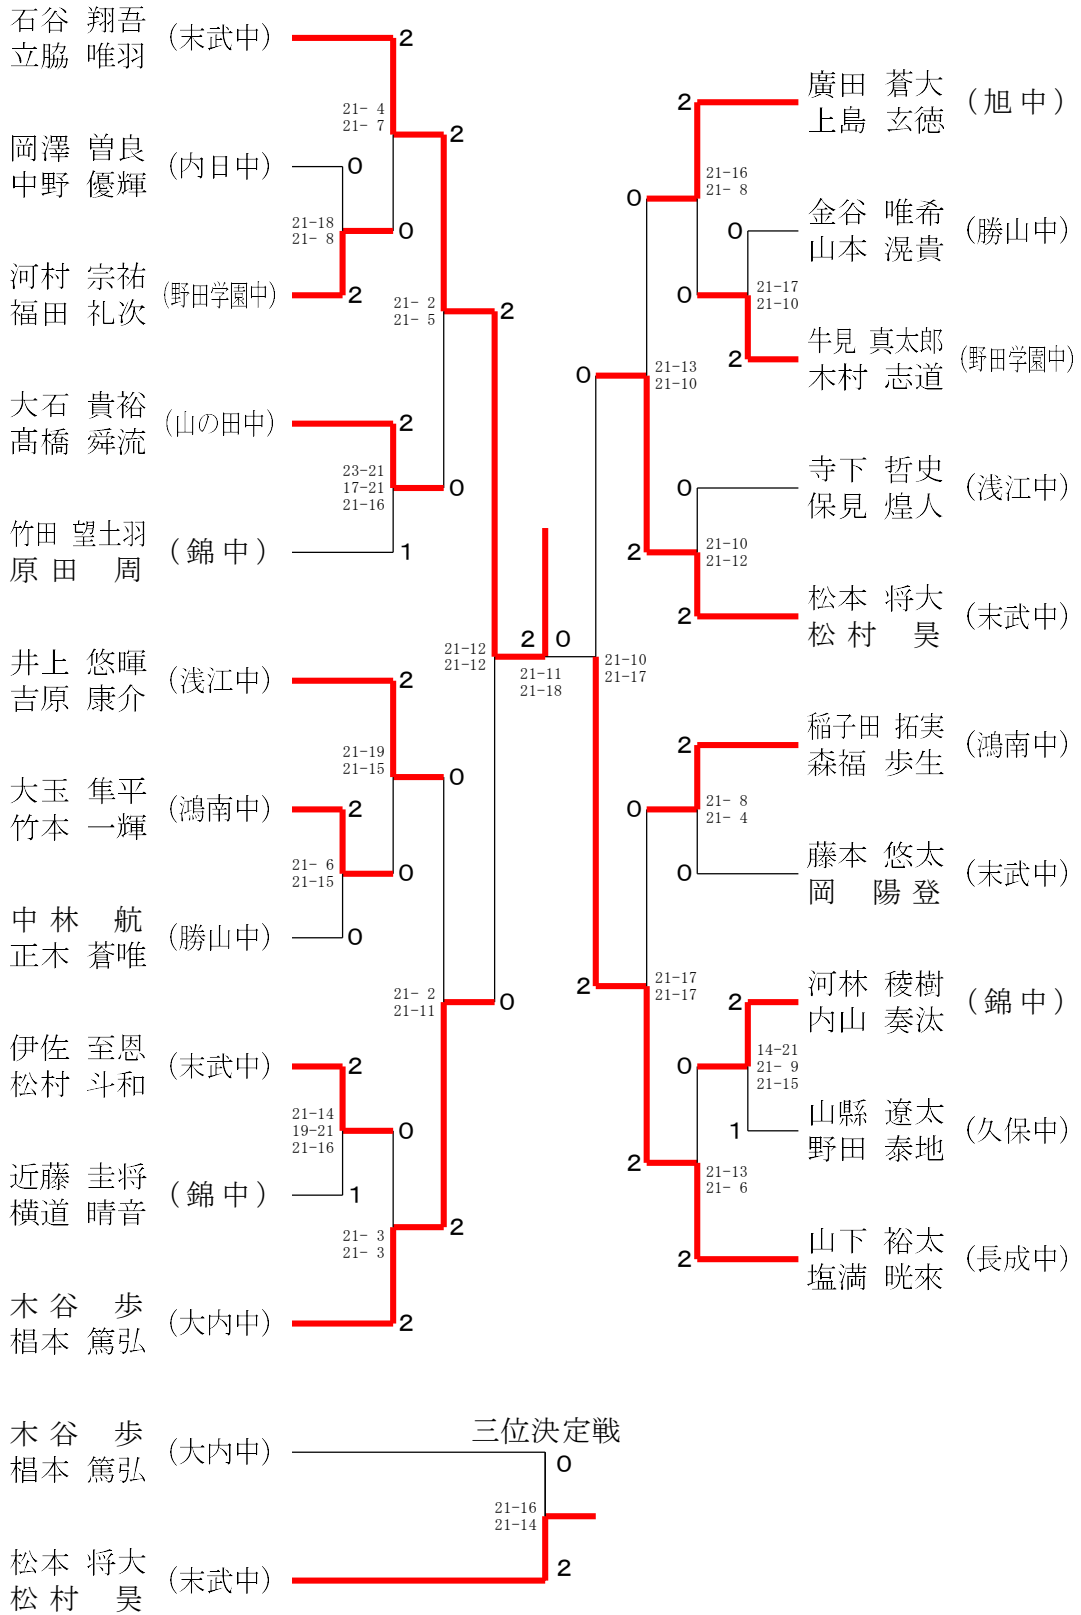 石谷 翔吾
立脇 唯羽
(末武中)
2
21- 4
21- 7
2
岡澤 曽良
中野 優輝
(内日中)
0
21-18
21- 8
0
河村 宗祐
福田 礼次
(野田学園中)
2
21- 2
21- 5
2
大石 貴裕
髙橋 舜流
(山の田中)
2
23-21
17-21
21-16
0
竹田 望土羽
原田 周
(錦中)
1
21-12
21-12
2
0
21-11
21-18
井上 悠暉
吉原 康介
(浅江中)
2
21-19
21-15
0
大玉 隼平
竹本 一輝
(鴻南中)
2
21- 6
21-15
0
中林 航
正木 蒼唯
(勝山中)
0
21- 2
21-11
0
伊佐 至恩
松村 斗和
(末武中)
2
21-14
19-21
21-16
0
近藤 圭将
横道 晴音
(錦中)
1
21- 3
21- 3
2
木谷 歩
椙本 篤弘
(大内中)
2
廣田 蒼大
上島 玄徳
(旭中)
2
21-16
21- 8
0
金谷 唯希
山本 滉貴
(勝山中)
0
21-17
21-10
0
牛見 真太郎
木村 志道
(野田学園中)
2
21-13
21-10
0
寺下 哲史
保見 煌人
(浅江中)
0
21-10
21-12
2
松本 将大
松村 昊
(末武中)
2
21-10
21-17
稲子田 拓実
森福 歩生
(鴻南中)
2
21- 8
21- 4
0
藤本 悠太
岡 陽登
(末武中)
0
21-17
21-17
2
河林 稜樹
内山 奏汰
(錦中)
2
14-21
21- 9
21-15
0
山縣 遼太
野田 泰地
(久保中)
1
21-13
21- 6
2
山下 裕太
塩満 晄來
(長成中)
2
三位決定戦
木谷 歩
椙本 篤弘
(大内中)
0
21-16
21-14
松本 将大
松村 昊
(末武中)
2